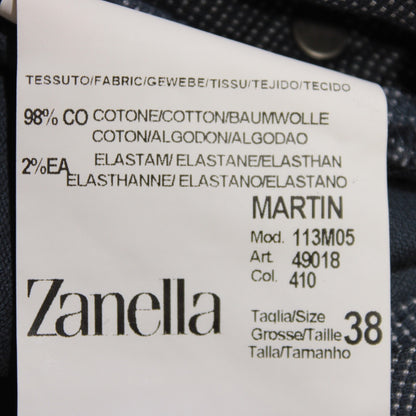 TESSUTO/FABRIC/GEWEBE/TISSU/TEJIDO/TECIDO
98% CO COTONE/COTTON/BAUMWOLLE
COTON/ALGODON/ALGODAO
2%EA ELASTAM/ ELASTANE/ELASTHAN
ELASTHANNE/ ELASTANO/ELASTANO
MARTIN
Mod. 113M05
Art. 49018
Col. 410
Zanella
Taglia/Size
Grosse/Taille 38
Talla/Tamanho